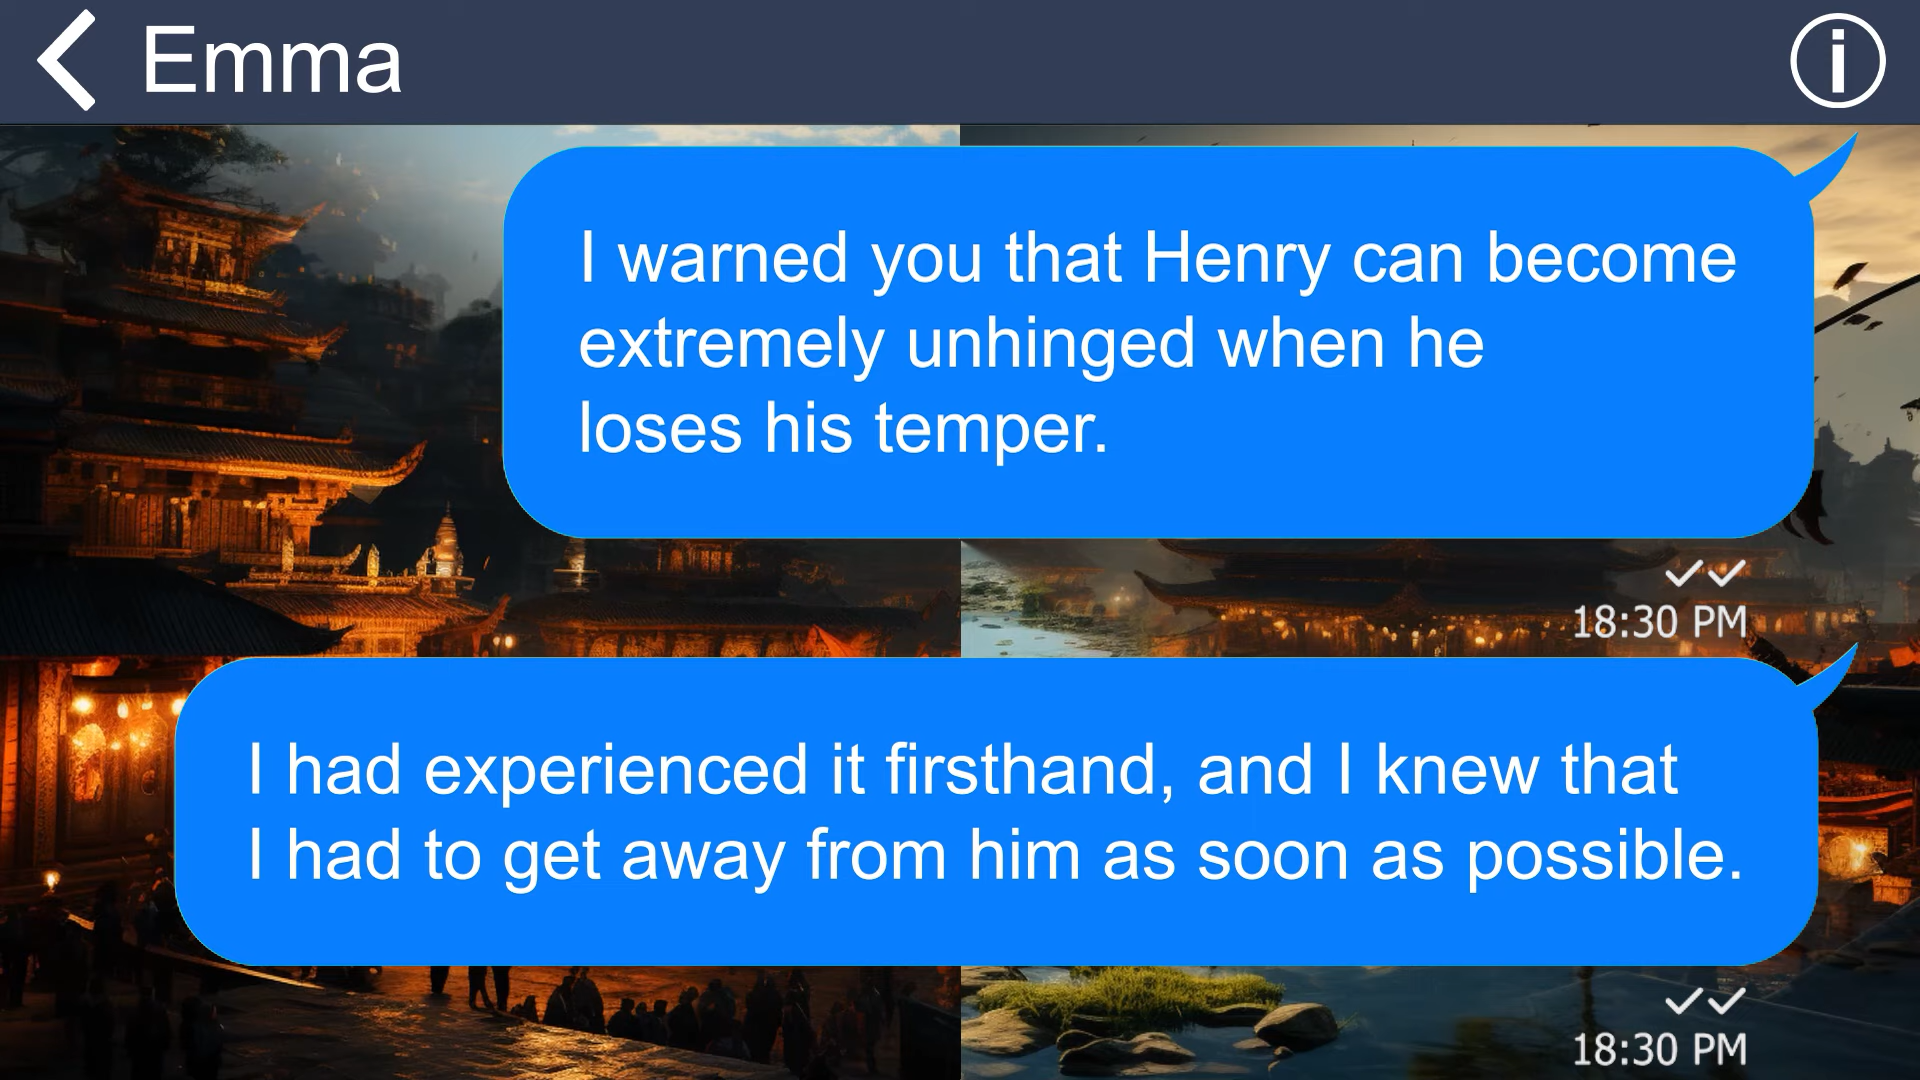 Emma
I warned you that Henry can become
extremely unhinged when he
loses his temper.
18:30 PM
I had experienced it firsthand, and I knew that
I had to get away from him as soon as possible.
18:30 PM